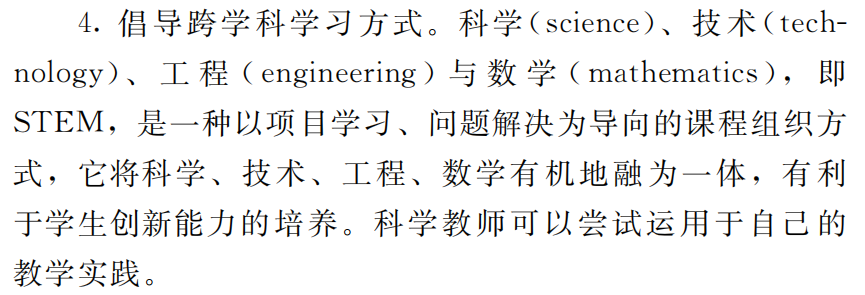 4. 倡导跨学科学习方式。科学(science)、技术(tech-
nology)、工程(engineering)与数学(mathematics)，即
STEM，是一种以项目学习、问题解决为导向的课程组织方
式，它将科学、技术、工程、数学有机地融为一体，有利
于学生创新能力的培养。科学教师可以尝试运用于自己的
教学实践。